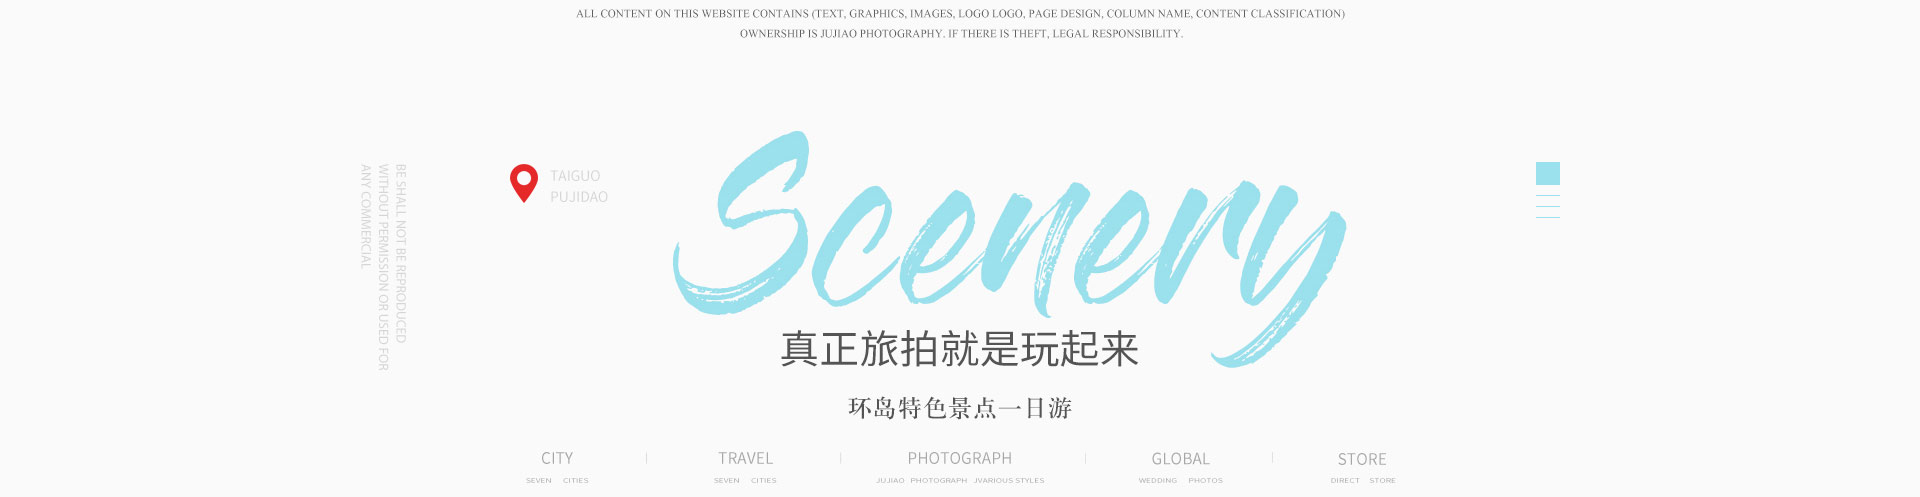 ALL CONTENT ON THIS WEBSITE CONTAINS (TEXT, GRAPHICS, IMAGES, LOGO LOGO, PAGE DESIGN, COLUMN NAME, CONTENT CLASSIFICATION)
OWNERSHIP IS JUJIAO PHOTOGRAPHY. IF THERE IS THEFT, LEGAL RESPONSIBILITY.
BE SHALL NOT BE REPRODUCED
WITHOUT PERMISSION OR USED FOR
ANY COMMERCIAL
TAIGUO
PUJIDAO
Scenery
真正旅拍就是玩起来
环岛特色景点一日游
CITY
SEVEN CITIES
TRAVEL
SEVEN CITIES
PHOTOGRAPH
JUJIAO PHOTOGRAPH JVARIOUS STYLES
GLOBAL
WEDDING PHOTOS
STORE
DIRECT STORE